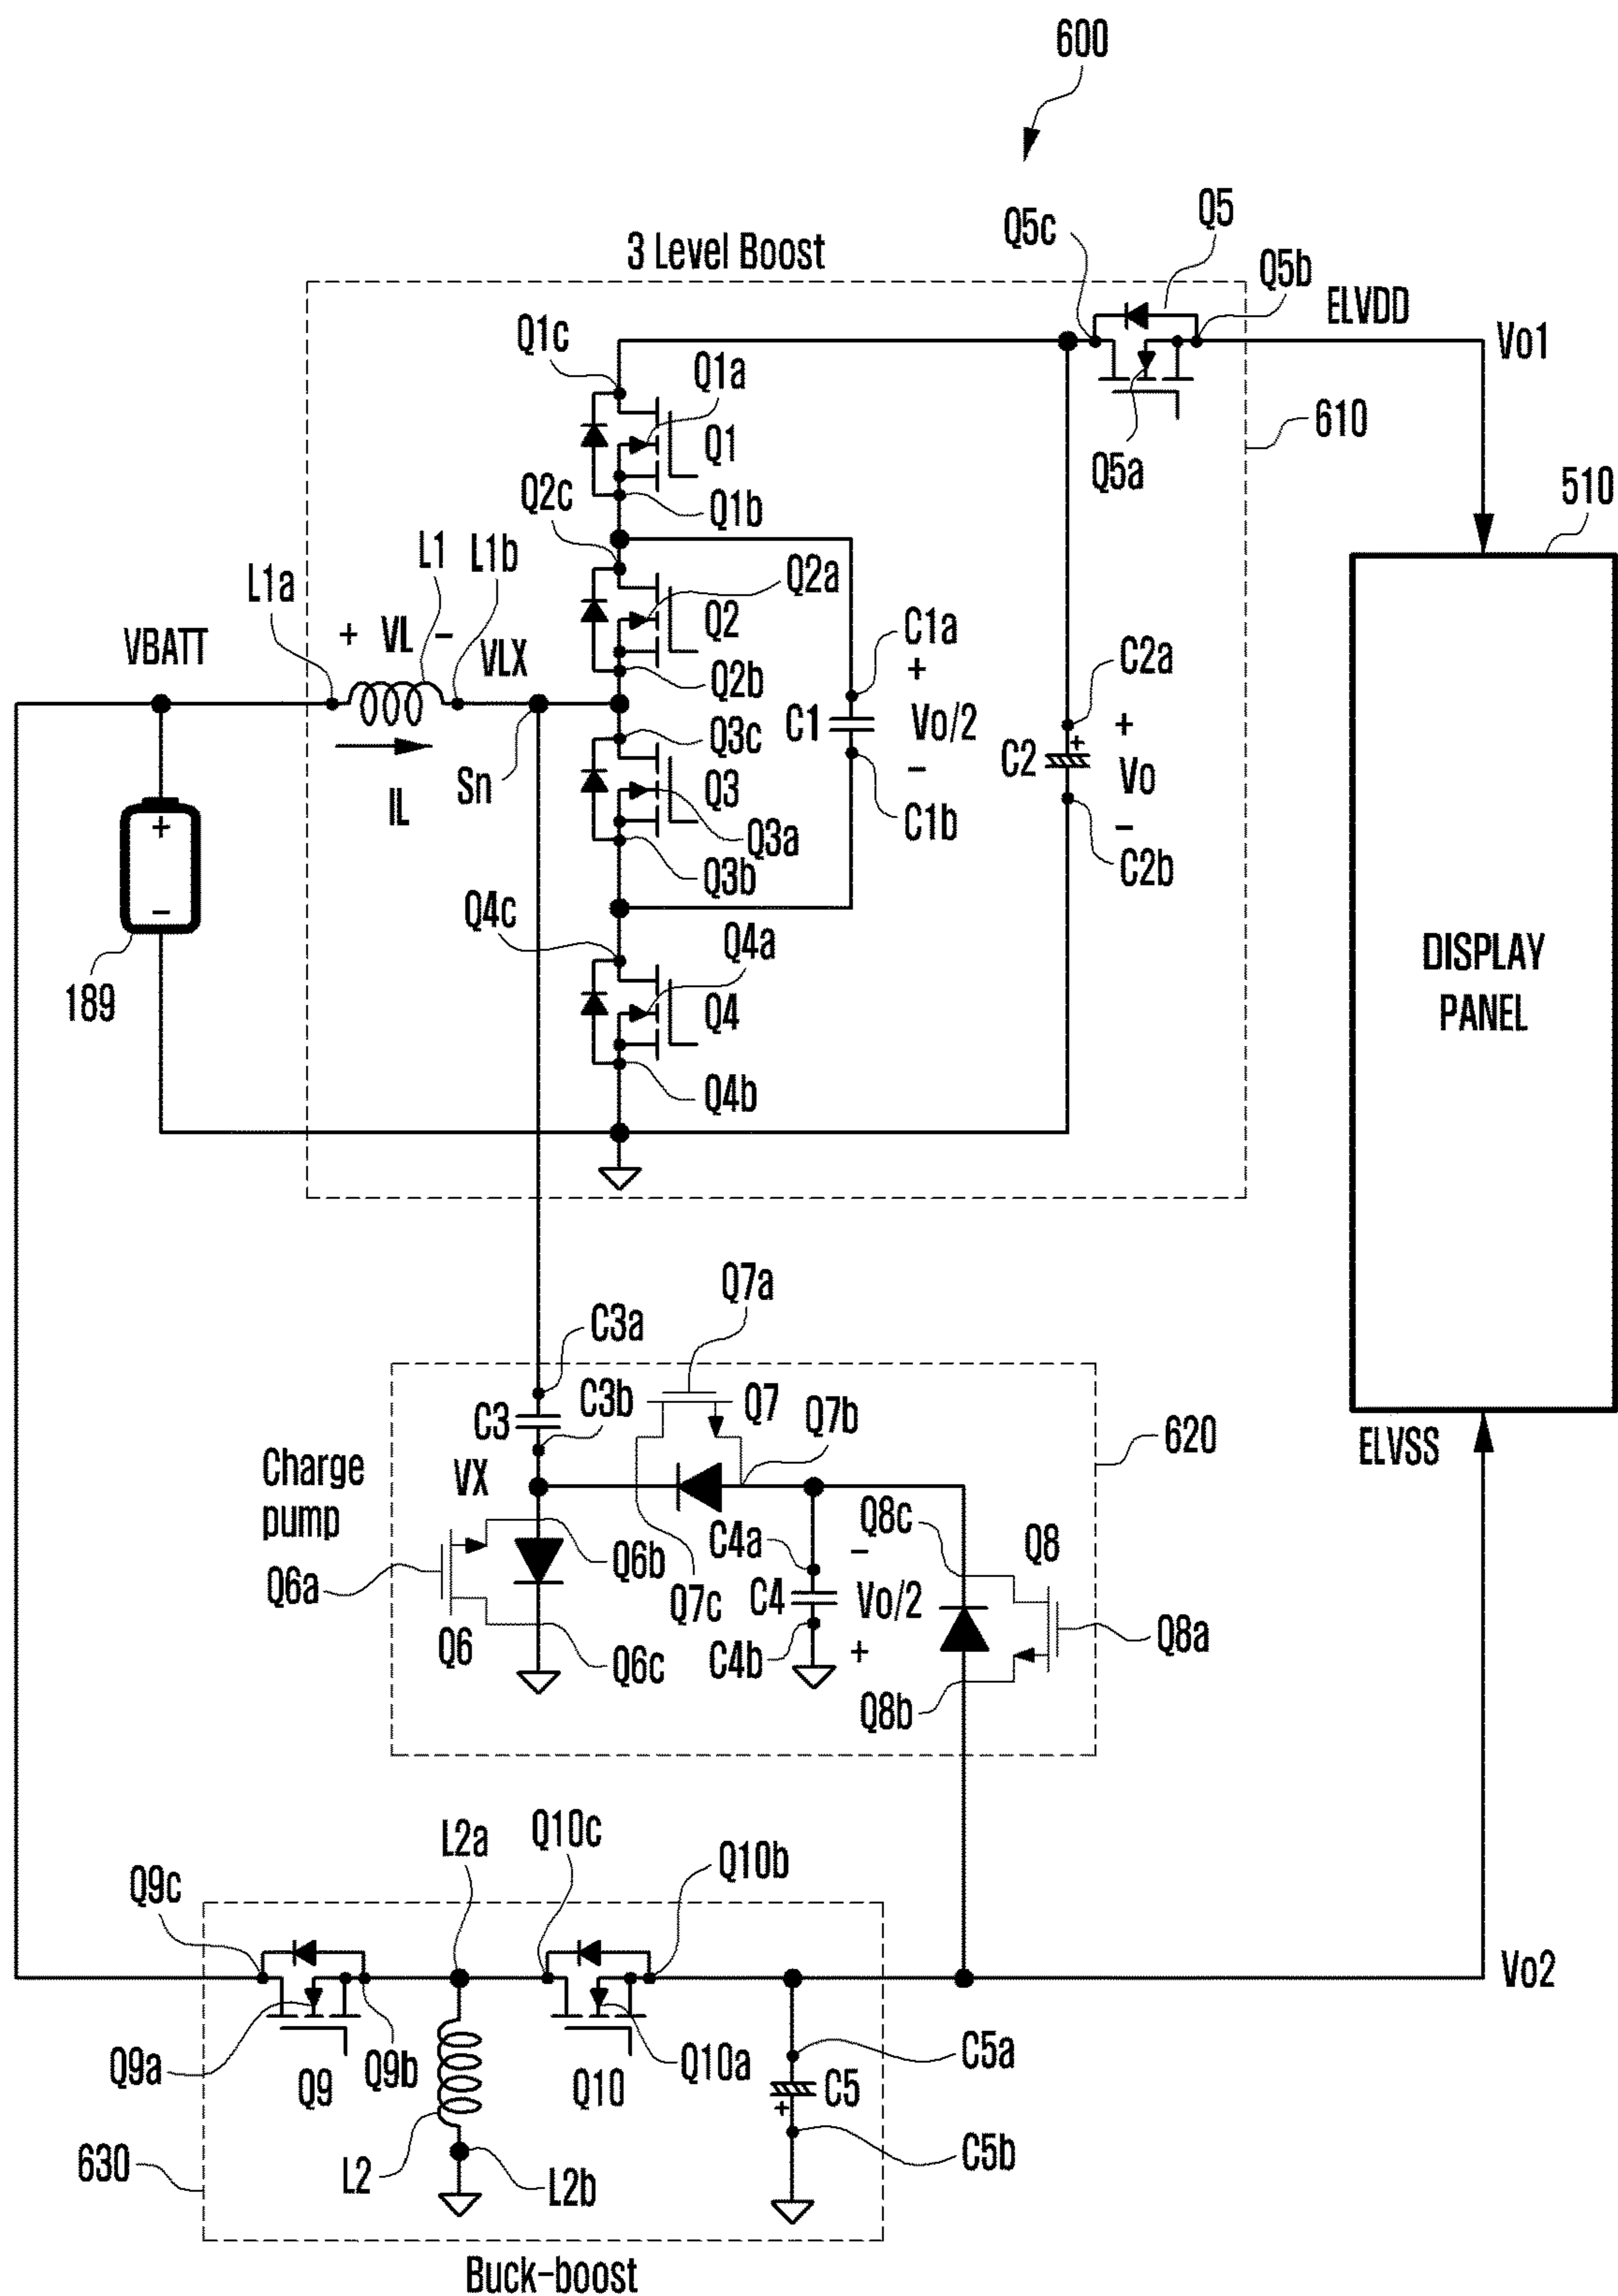 600
3 Level Boost
Q5c
Q5
Q5b
ELVDD
Vo1
Q1c
Q1a
Q1
Q5a
610
Q2c
Q1b
510
L1a
L1
L1b
Q2a
Q2
C1a
VBATT
+ VL -
VLX
Q2b
+
C2a
Q3c
C1
Vo/2
+
Sn
Q3
-
C2
+
Vo
IL
Q3a
C1b
-
+
Q3b
C2b
-
Q4c
Q4a
DISPLAY
PANEL
189
Q4
Q4b
Q7a
C3a
C3
C3b
Q7
Q7b
620
ELVSS
Charge
pump
VX
Q8c
Q8
C4a
-
Q6a
Q6b
Q7c
C4
Vo/2
Q8a
Q6
Q6c
C4b
+
Q8b
L2a
Q10c
Q10b
Q9c
Vo2
Q9a
Q9
Q9b
Q10
Q10a
C5a
C5
+
630
L2
L2b
C5b
Buck-boost